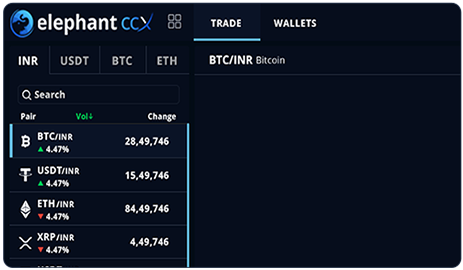 elephant CCX
TRADE WALLETS
INR USDT BTC ETH
BTC/INR Bitcoin
Search
Pair Vol↓ Change
BTC/INR
28,49,746
▲ 4.47%
USDT/INR
15,49,746
▲ 4.47%
ETH/INR
84,49,746
▼ 4.47%
XRP/INR
4,49,746
▼ 4.47%